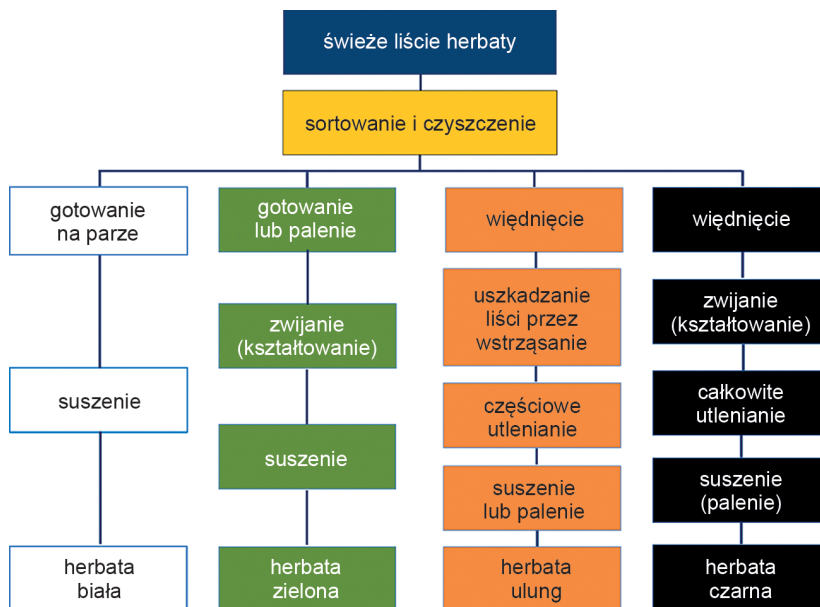 świeże liście herbaty
sortowanie i czyszczenie
gotowanie
na parze
suszenie
herbata
biała
gotowanie
lub palenie
zwijanie
(kształtowanie)
suszenie
herbata
zielona
więdnięcie
uszkadzanie
liści przez
wstrząsanie
częściowe
utlenianie
suszenie
lub palenie
herbata
ulung
więdnięcie
zwijanie
(kształtowanie)
całkowite
utlenianie
suszenie
(palenie)
herbata
czarna